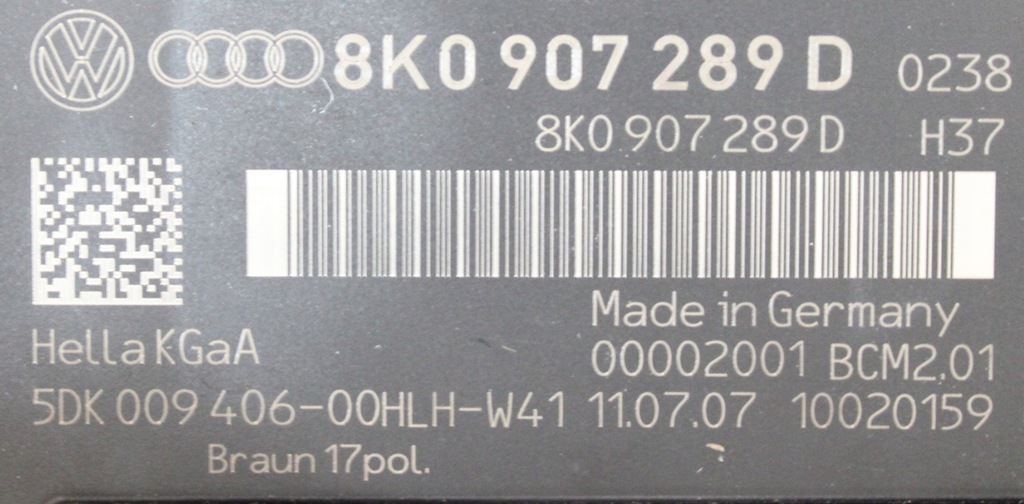 8K0 907 289 D 0238
8K0 907 289 D H37
Made in Germany
Hella KGaA 00002001 BCM2.01
5DK 009 406-00HLH-W41 11.07.07 10020159
Braun 17pol.